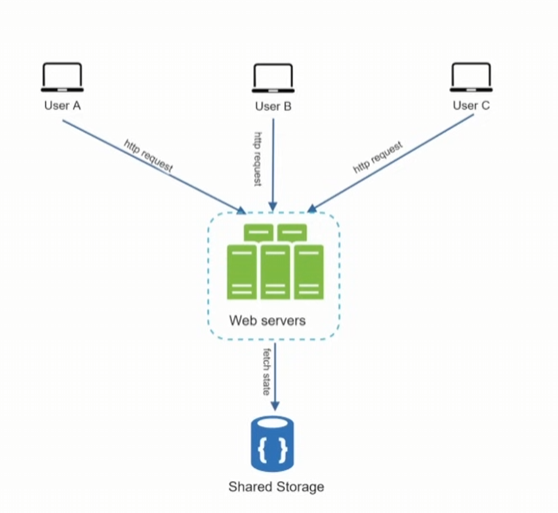 User A
User B
User C
http request
http request
http request
Web servers
fetch state
{ }
Shared Storage